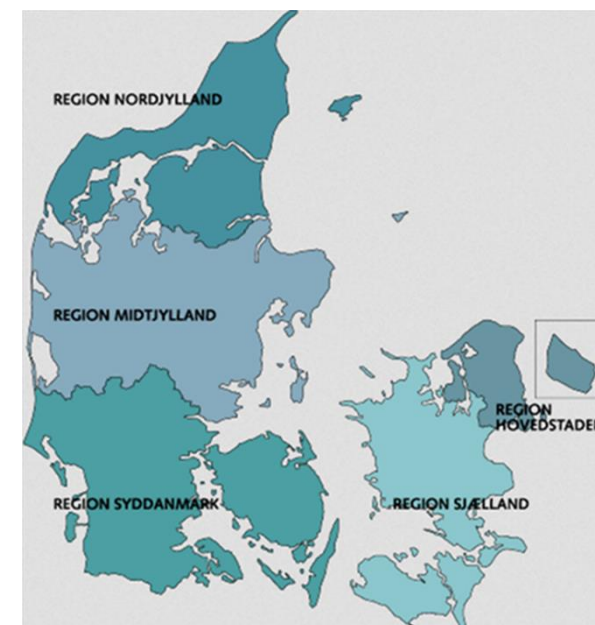 REGION NORDJYLLAND
REGION MIDTJYLLAND
REGION
HOVEDSTADE
REGION SYDDANMARK
REGION SJÆLLAND